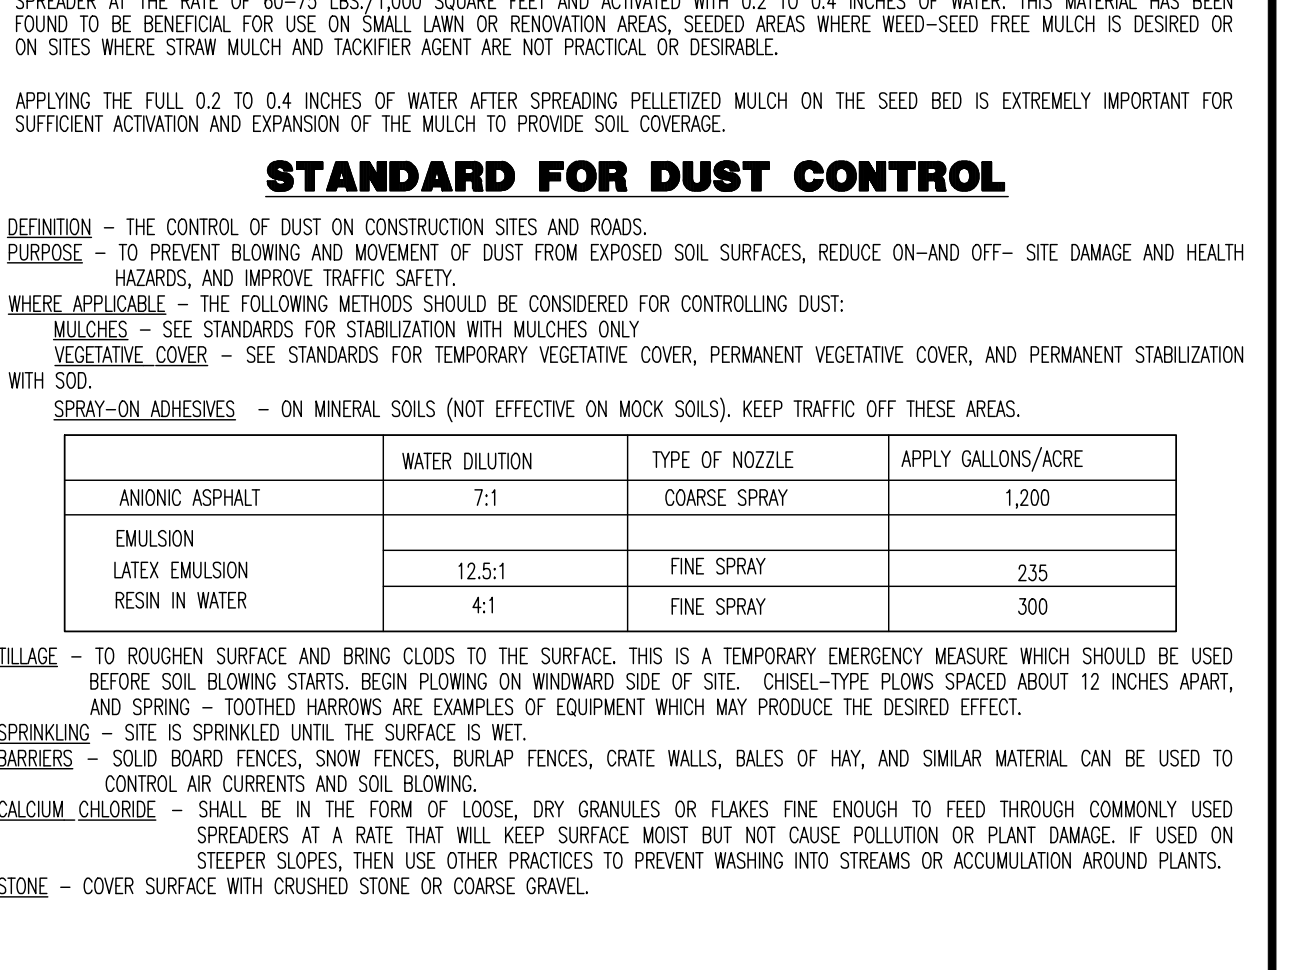 SPREADER AT THE RATE OF 60-75 LBS./1,000 SQUARE FEET AND ACTIVATED WITH 0.2 TO 0.4 INCHES OF WATER. THIS MATERIAL HAS BEEN
FOUND TO BE BENEFICIAL FOR USE ON SMALL LAWN OR RENOVATION AREAS, SEEDED AREAS WHERE WEED-SEED FREE MULCH IS DESIRED OR
ON SITES WHERE STRAW MULCH AND TACKIFIER AGENT ARE NOT PRACTICAL OR DESIRABLE.
APPLYING THE FULL 0.2 TO 0.4 INCHES OF WATER AFTER SPREADING PELLETIZED MULCH ON THE SEED BED IS EXTREMELY IMPORTANT FOR
SUFFICIENT ACTIVATION AND EXPANSION OF THE MULCH TO PROVIDE SOIL COVERAGE.
STANDARD FOR DUST CONTROL
DEFINITION – THE CONTROL OF DUST ON CONSTRUCTION SITES AND ROADS.
PURPOSE – TO PREVENT BLOWING AND MOVEMENT OF DUST FROM EXPOSED SOIL SURFACES, REDUCE ON-AND OFF- SITE DAMAGE AND HEALTH
HAZARDS, AND IMPROVE TRAFFIC SAFETY.
WHERE APPLICABLE – THE FOLLOWING METHODS SHOULD BE CONSIDERED FOR CONTROLLING DUST:
MULCHES – SEE STANDARDS FOR STABILIZATION WITH MULCHES ONLY
VEGETATIVE COVER – SEE STANDARDS FOR TEMPORARY VEGETATIVE COVER, PERMANENT VEGETATIVE COVER, AND PERMANENT STABILIZATION
WITH SOD.
SPRAY-ON ADHESIVES – ON MINERAL SOILS (NOT EFFECTIVE ON MOCK SOILS). KEEP TRAFFIC OFF THESE AREAS.
WATER DILUTION TYPE OF NOZZLE APPLY GALLONS/ACRE
ANIONIC ASPHALT 7:1 COARSE SPRAY 1,200
EMULSION
LATEX EMULSION 12.5:1 FINE SPRAY 235
RESIN IN WATER 4:1 FINE SPRAY 300
TILLAGE – TO ROUGHEN SURFACE AND BRING CLODS TO THE SURFACE. THIS IS A TEMPORARY EMERGENCY MEASURE WHICH SHOULD BE USED
BEFORE SOIL BLOWING STARTS. BEGIN PLOWING ON WINDWARD SIDE OF SITE. CHISEL-TYPE PLOWS SPACED ABOUT 12 INCHES APART,
AND SPRING – TOOTHED HARROWS ARE EXAMPLES OF EQUIPMENT WHICH MAY PRODUCE THE DESIRED EFFECT.
SPRINKLING – SITE IS SPRINKLED UNTIL THE SURFACE IS WET.
BARRIERS – SOLID BOARD FENCES, SNOW FENCES, BURLAP FENCES, CRATE WALLS, BALES OF HAY, AND SIMILAR MATERIAL CAN BE USED TO
CONTROL AIR CURRENTS AND SOIL BLOWING.
CALCIUM CHLORIDE – SHALL BE IN THE FORM OF LOOSE, DRY GRANULES OR FLAKES FINE ENOUGH TO FEED THROUGH COMMONLY USED
SPREADERS AT A RATE THAT WILL KEEP SURFACE MOIST BUT NOT CAUSE POLLUTION OR PLANT DAMAGE. IF USED ON
STEEPER SLOPES, THEN USE OTHER PRACTICES TO PREVENT WASHING INTO STREAMS OR ACCUMULATION AROUND PLANTS.
STONE – COVER SURFACE WITH CRUSHED STONE OR COARSE GRAVEL.